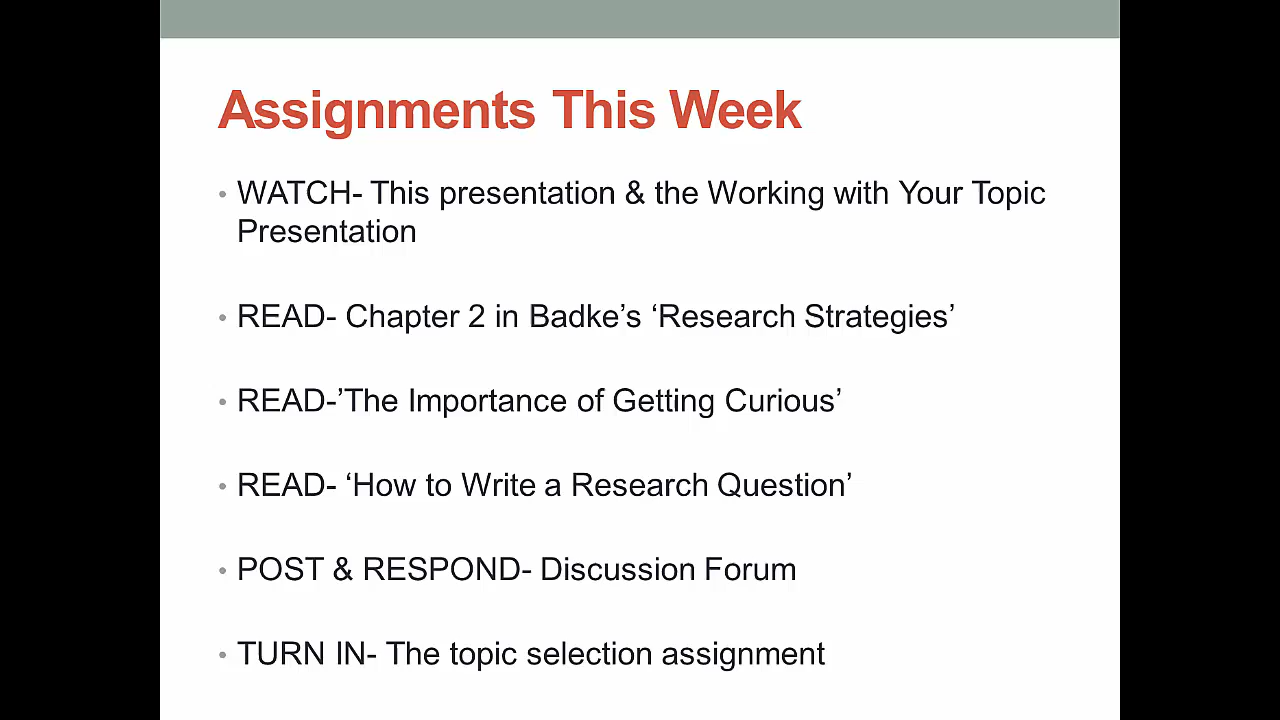 Assignments This Week
• WATCH- This presentation & the Working with Your Topic
Presentation
• READ- Chapter 2 in Badke’s ‘Research Strategies’
• READ-’The Importance of Getting Curious’
• READ- ‘How to Write a Research Question’
• POST & RESPOND- Discussion Forum
• TURN IN- The topic selection assignment